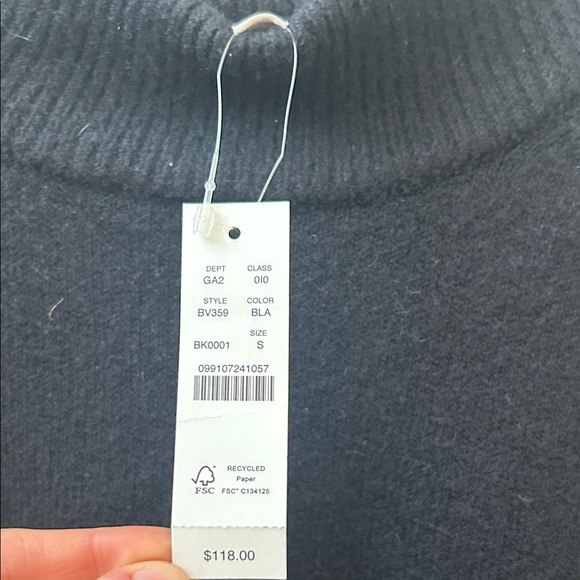 DEPT CLASS
GA2 0I0
STYLE COLOR
BV359 BLA
SIZE
BK0001 S
099107241057
RECYCLED
Paper
FSC FSC® C134125
$118.00